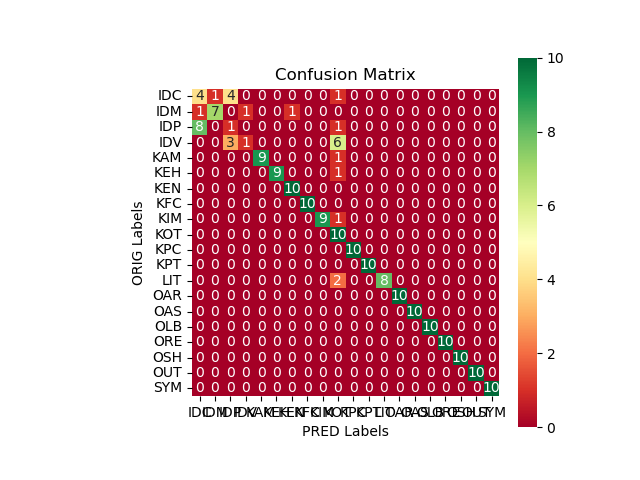 Confusion Matrix
ORIG Labels
IDC 4 1 4 0 0 0 0 0 0 1 0 0 0 0 0 0 0 0 0 0
IDM 1 7 0 1 0 0 1 0 0 0 0 0 0 0 0 0 0 0 0 0
IDP 8 0 1 0 0 0 0 0 0 1 0 0 0 0 0 0 0 0 0 0
IDV 0 0 3 1 0 0 0 0 0 6 0 0 0 0 0 0 0 0 0 0
KAM 0 0 0 0 9 0 0 0 0 1 0 0 0 0 0 0 0 0 0 0
KEH 0 0 0 0 0 9 0 0 0 1 0 0 0 0 0 0 0 0 0 0
KEN 0 0 0 0 0 0 10 0 0 0 0 0 0 0 0 0 0 0 0 0
KFC 0 0 0 0 0 0 0 10 0 0 0 0 0 0 0 0 0 0 0 0
KIM 0 0 0 0 0 0 0 0 9 1 0 0 0 0 0 0 0 0 0 0
KOT 0 0 0 0 0 0 0 0 0 10 0 0 0 0 0 0 0 0 0 0
KPC 0 0 0 0 0 0 0 0 0 0 10 0 0 0 0 0 0 0 0 0
KPT 0 0 0 0 0 0 0 0 0 0 0 10 0 0 0 0 0 0 0 0
LIT 0 0 0 0 0 0 0 0 0 2 0 0 8 0 0 0 0 0 0 0
OAR 0 0 0 0 0 0 0 0 0 0 0 0 0 10 0 0 0 0 0 0
OAS 0 0 0 0 0 0 0 0 0 0 0 0 0 0 10 0 0 0 0 0
OLB 0 0 0 0 0 0 0 0 0 0 0 0 0 0 0 10 0 0 0 0
ORE 0 0 0 0 0 0 0 0 0 0 0 0 0 0 0 0 10 0 0 0
OSH 0 0 0 0 0 0 0 0 0 0 0 0 0 0 0 0 0 10 0 0
OUT 0 0 0 0 0 0 0 0 0 0 0 0 0 0 0 0 0 0 10 0
SYM 0 0 0 0 0 0 0 0 0 0 0 0 0 0 0 0 0 0 0 10
IDC IDM IDP IDV KAM KEH KEN KFC KIM KOT KPC KPT LIT OAR OAS OLB ORE OSH OUT SYM
PRED Labels
10
8
6
4
2
0